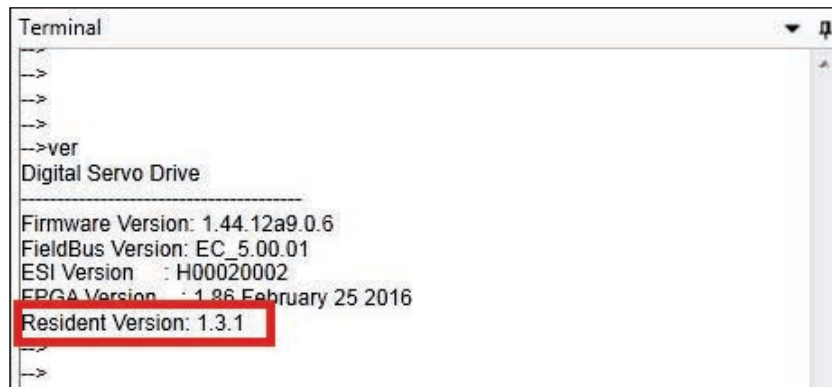 Terminal
-->
-->
-->
-->
-->ver
Digital Servo Drive
------------------------------------
Firmware Version: 1.44.12a9.0.6
FieldBus Version: EC_5.00.01
ESI Version : H00020002
FPGA Version : 1.86 February 25 2016
Resident Version: 1.3.1
-->
-->